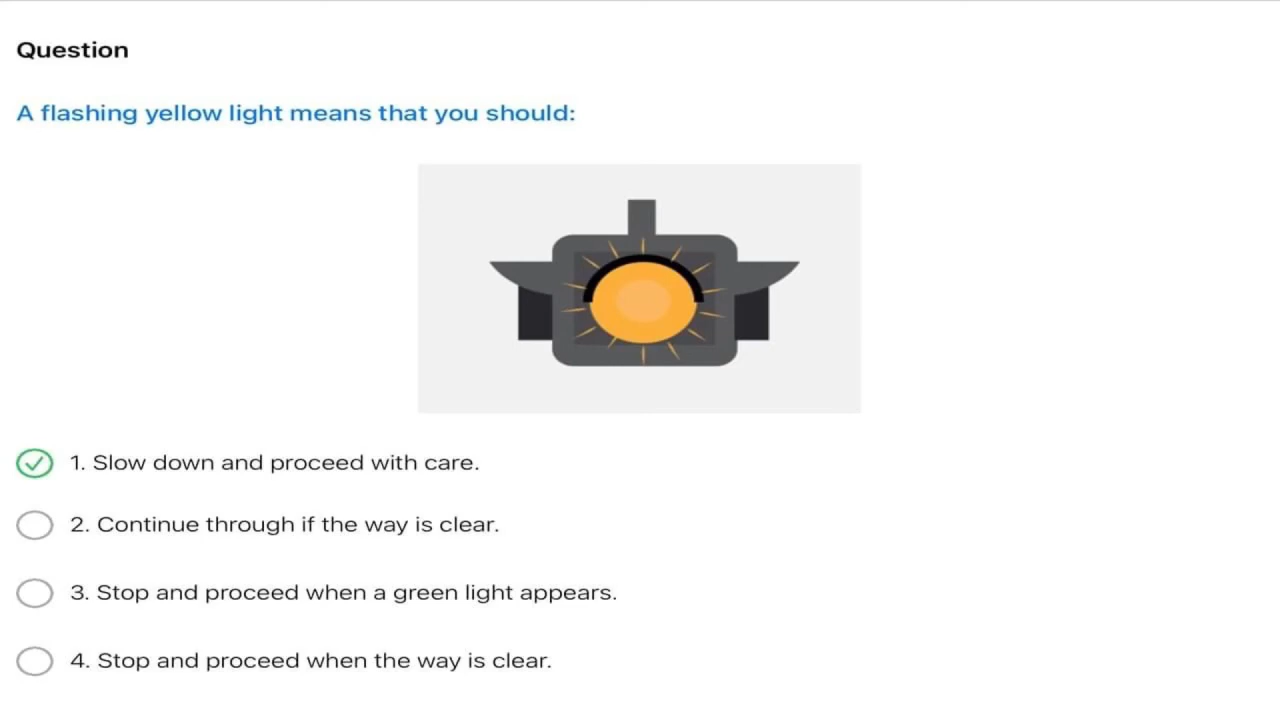 Question
A flashing yellow light means that you should:
1. Slow down and proceed with care.
2. Continue through if the way is clear.
3. Stop and proceed when a green light appears.
4. Stop and proceed when the way is clear.